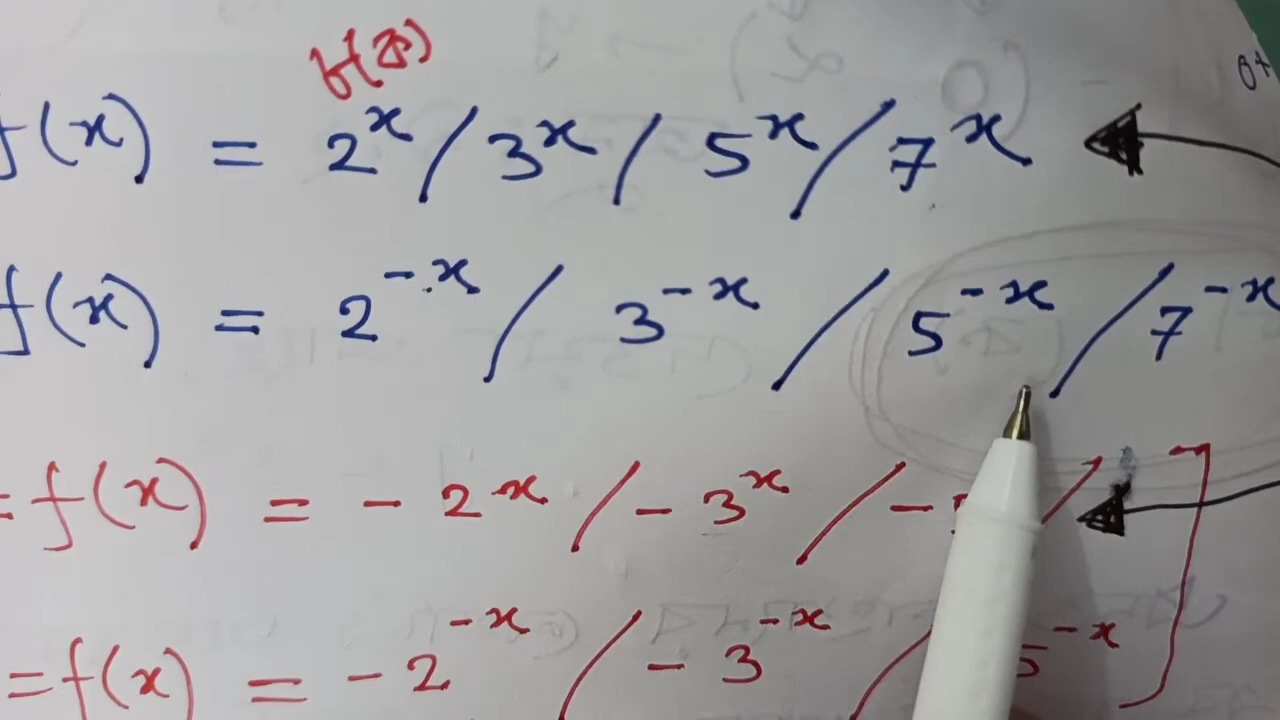 f(x) = 2^x / 3^x / 5^x / 7^x
f(x) = 2^-x / 3^-x / 5^-x / 7^-x
=f(x) = -2^x / -3^x / - /
=f(x) = -2^-x / -3^-x / 5^-x